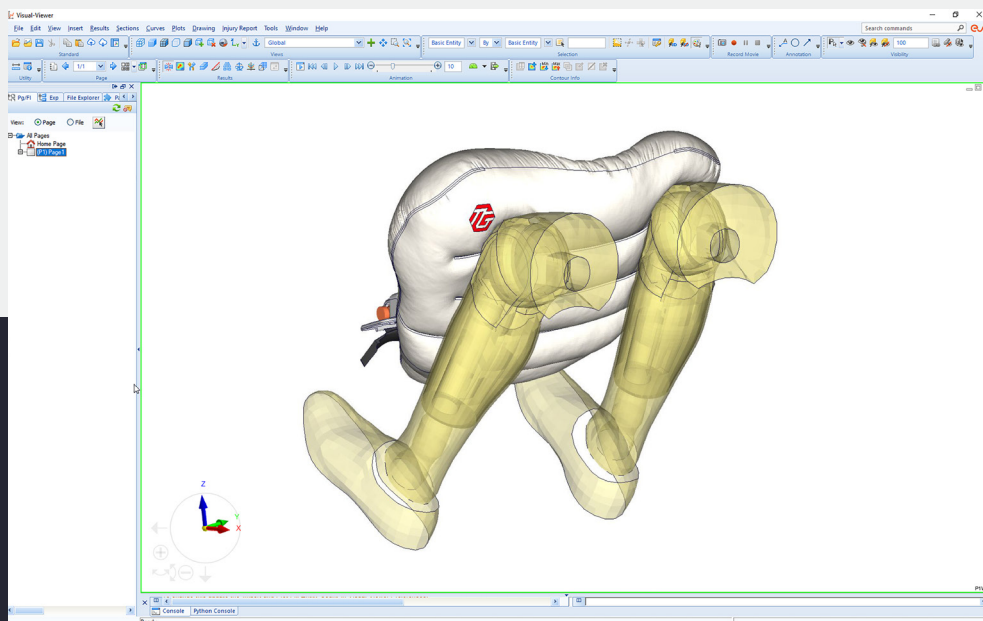 Visual-Viewer
File Edit View Insert Results Sections Curves Plots Drawing Injury Report Tools Window Help
Search commands
Global
Basic Entity By Basic Entity
100
Standard Views Selection Record Movie Annotation Visibility
1/1
10
Utility Page Results Animation Contour Info
Pg/Fl Exp File Explorer
View: Page File
All Pages
Home Page
(P1) Page1
TG
Z
Y
X
Console Python Console